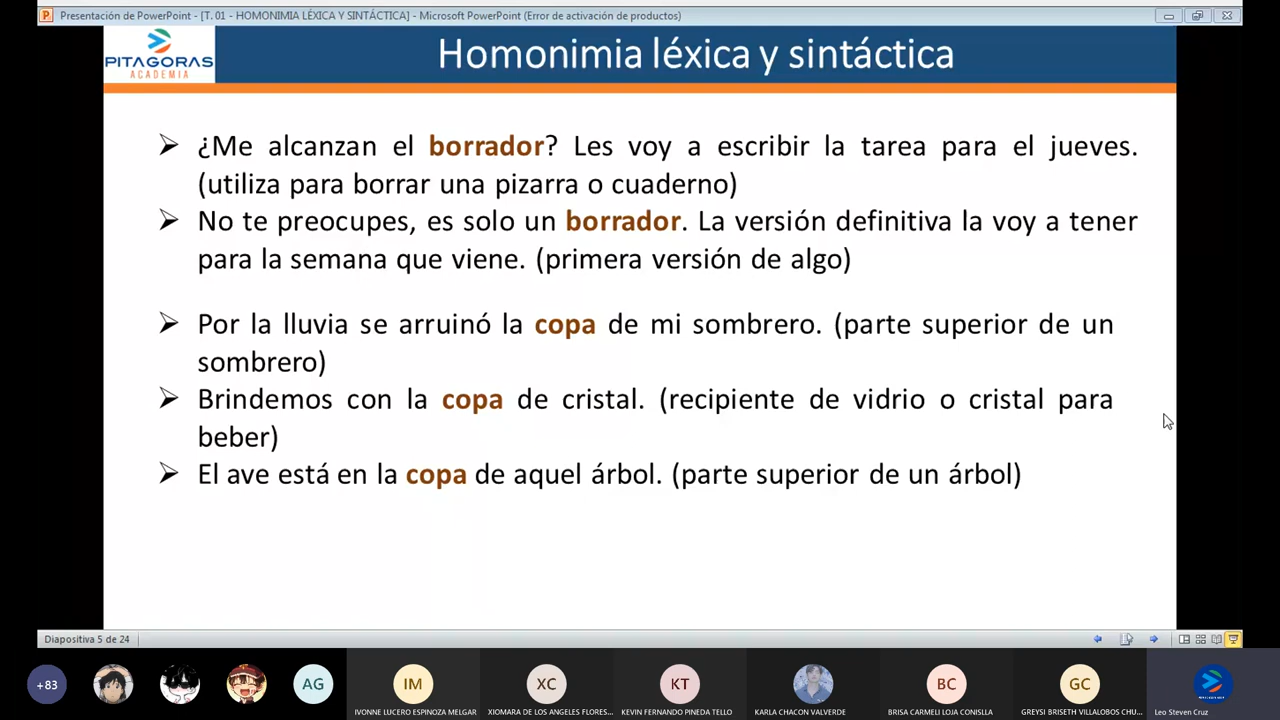 Presentación de PowerPoint - [T. 01 - HOMONIMIA LÉXICA Y SINTÁCTICA] - Microsoft PowerPoint (Error de activación de productos)
PITAGORAS
ACADEMIA
Homonimia léxica y sintáctica
¿Me alcanzan el borrador? Les voy a escribir la tarea para el jueves.
(utiliza para borrar una pizarra o cuaderno)
No te preocupes, es solo un borrador. La versión definitiva la voy a tener
para la semana que viene. (primera versión de algo)
Por la lluvia se arruinó la copa de mi sombrero. (parte superior de un
sombrero)
Brindemos con la copa de cristal. (recipiente de vidrio o cristal para
beber)
El ave está en la copa de aquel árbol. (parte superior de un árbol)
Diapositiva 5 de 24
+83
AG
IM
XC
KT
BC
GC
IVONNE LUCERO ESPINOZA MELGAR
XIOMARA DE LOS ANGELES FLORES...
KEVIN FERNANDO PINEDA TELLO
KARLA CHACON VALVERDE
BRISA CARMELI LOJA CONISLLA
GREYSI BRISETH VILLALOBOS CHU...
Leo Steven Cruz